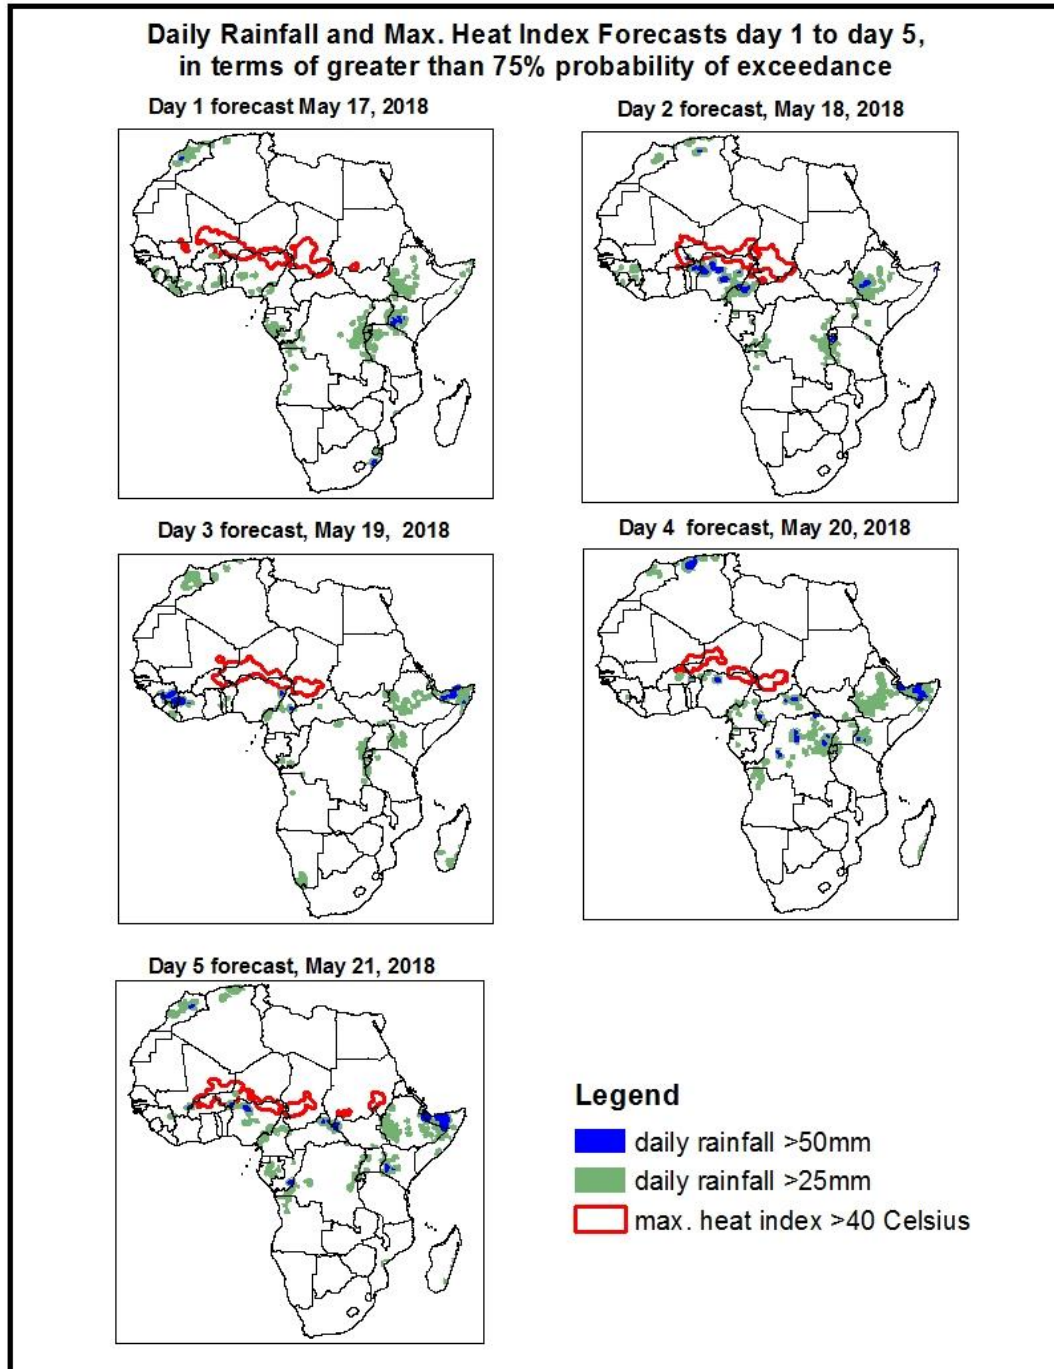 Daily Rainfall and Max. Heat Index Forecasts day 1 to day 5,
in terms of greater than 75% probability of exceedance
Day 1 forecast May 17, 2018
Day 2 forecast, May 18, 2018
Day 3 forecast, May 19, 2018
Day 4 forecast, May 20, 2018
Day 5 forecast, May 21, 2018
Legend
daily rainfall >50mm
daily rainfall >25mm
max. heat index >40 Celsius